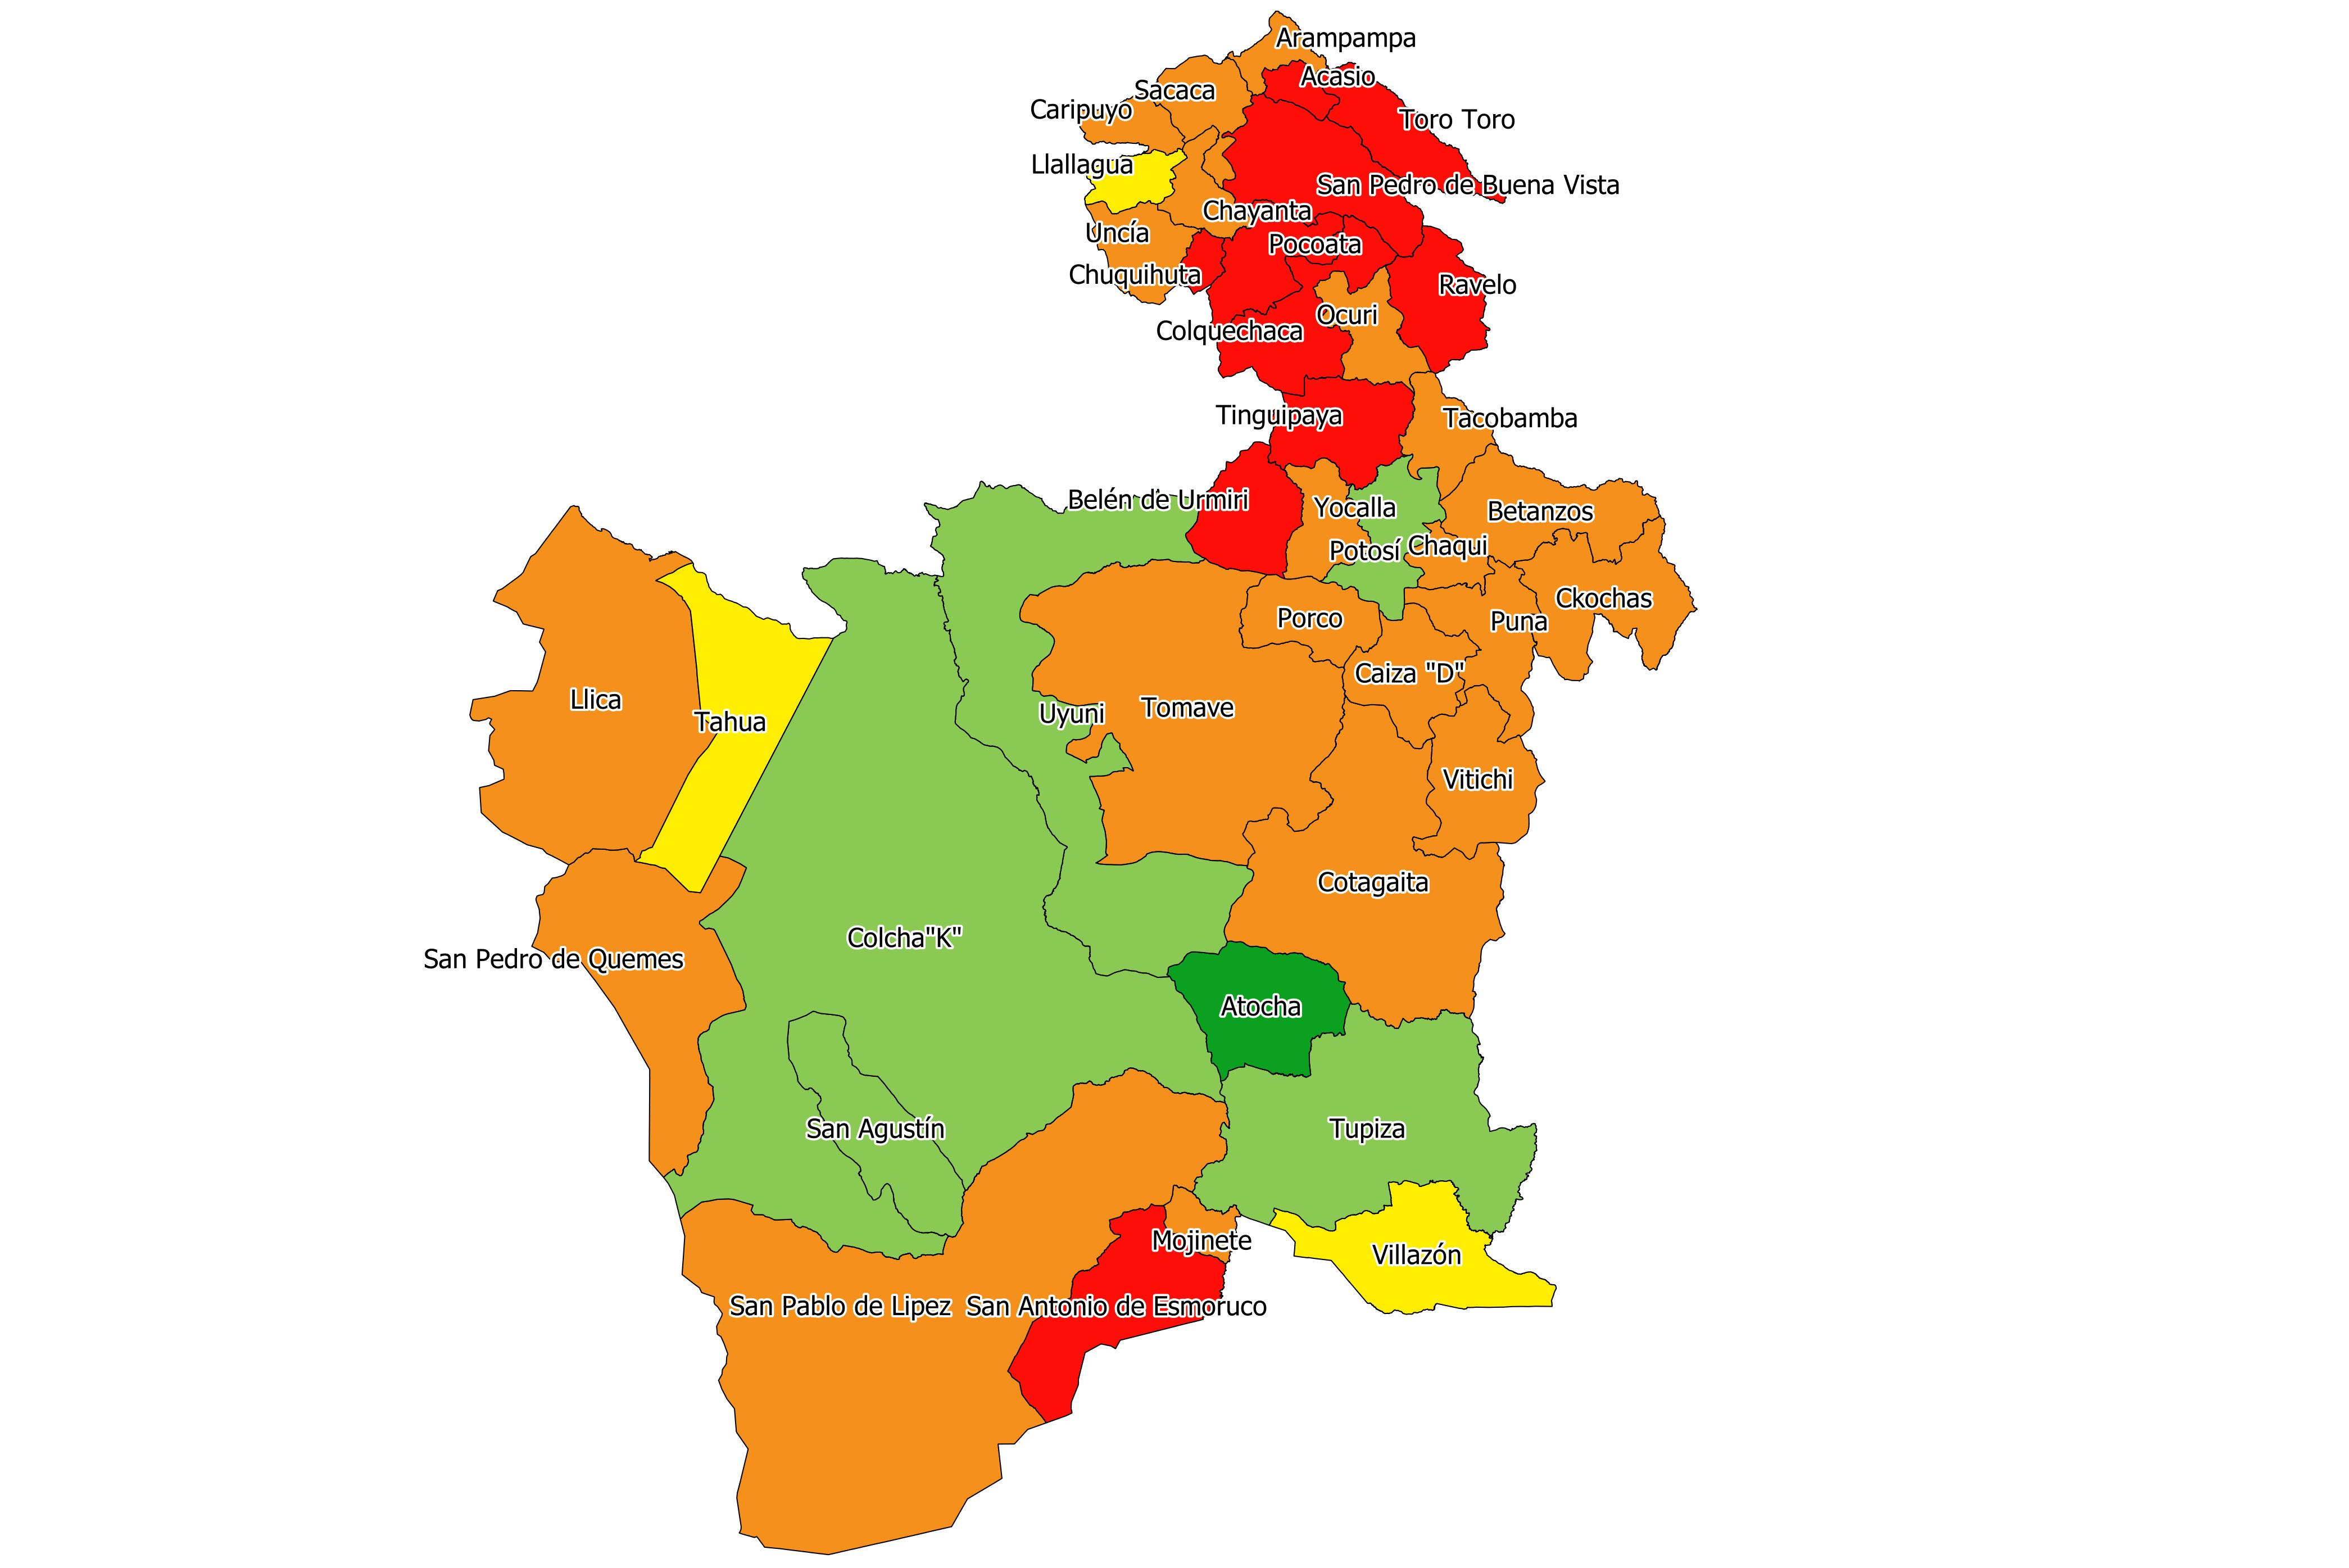 Arampampa
Acasio
Sacaca
Caripuyo
Toro Toro
Llallagua
San Pedro de Buena Vista
Chayanta
Uncía
Pocoata
Chuquihuta
Ravelo
Ocuri
Colquechaca
Tinguipaya
Tacobamba
Belén de Urmiri
Yocalla
Betanzos
Potosí
Chaqui
Ckochas
Porco
Puna
Caiza "D"
Llica
Tahua
Uyuni
Tomave
Vitichi
Cotagaita
Colcha"K"
San Pedro de Quemes
Atocha
San Agustín
Tupiza
Mojinete
Villazón
San Pablo de Lipez
San Antonio de Esmoruco